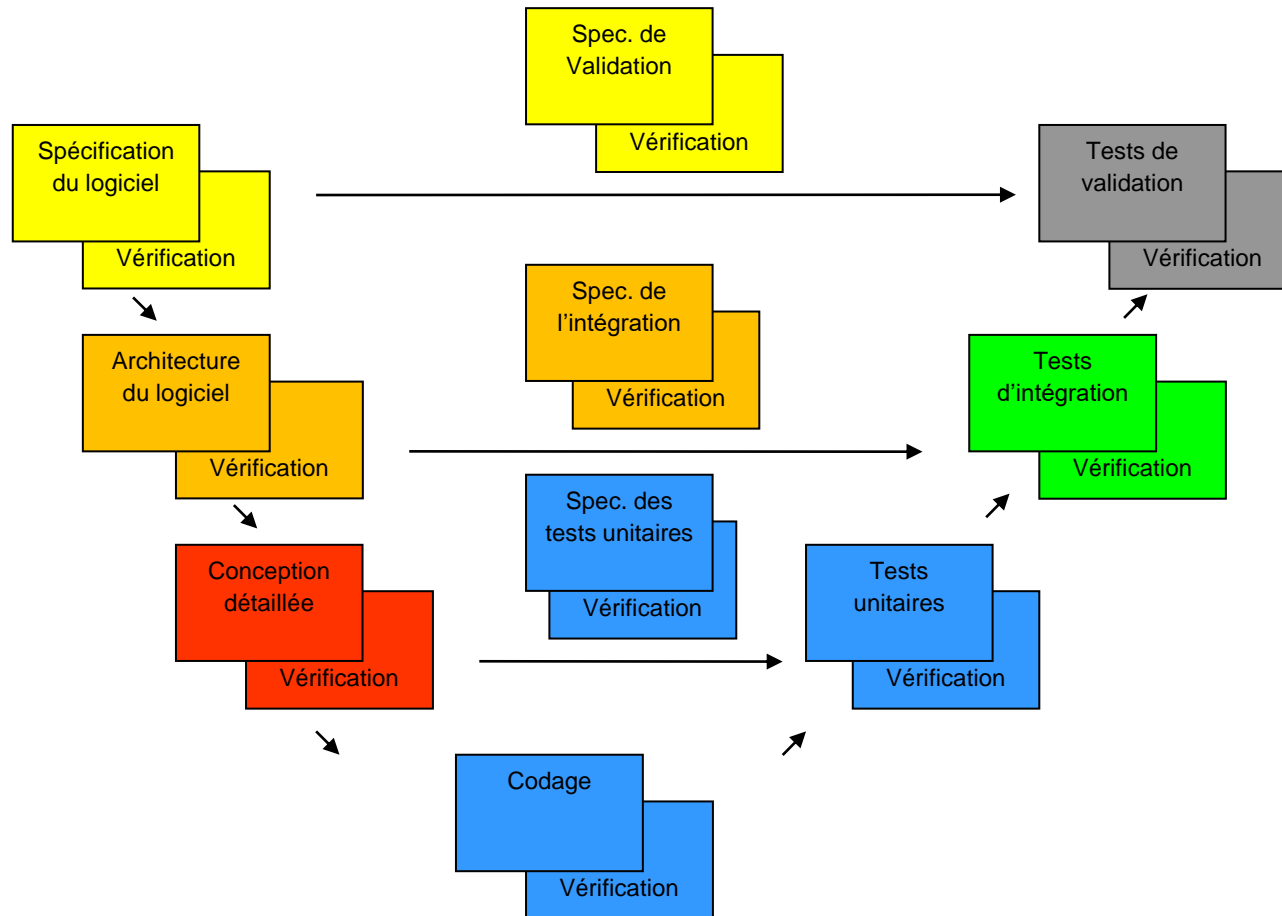 Spec. de
Validation
Vérification
Spécification
du logiciel
Vérification
Tests de
validation
Vérification
Spec. de
l’intégration
Vérification
Architecture
du logiciel
Vérification
Tests
d’intégration
Vérification
Spec. des
tests unitaires
Vérification
Conception
détaillée
Vérification
Tests
unitaires
Vérification
Codage
Vérification